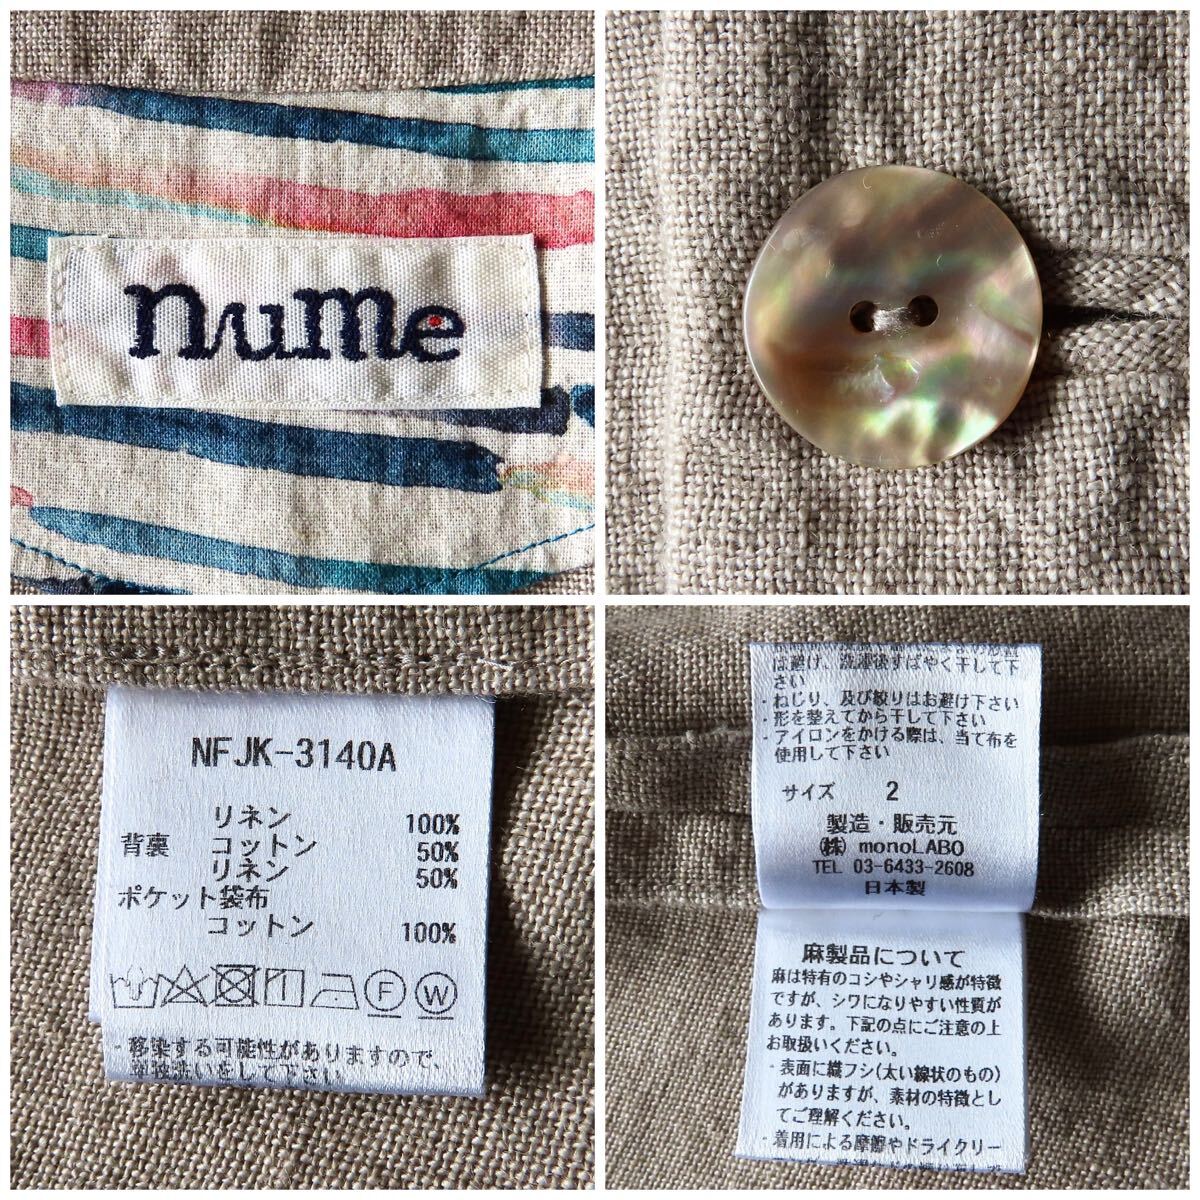 nume
NFJK-3140A
リネン 100%
背裏 コットン 50%
リネン 50%
ポケット袋布
コットン 100%
F W
・移染する可能性がありますので、
単独洗いをして下さい
は避け、洗濯後すばやく干して下
さい
・ねじり、及び絞りはお避け下さい
・形を整えてから干して下さい
・アイロンをかける際は、当て布を
使用して下さい
サイズ 2
製造・販売元
㈱ monoLABO
TEL 03-6433-2608
日本製
麻製品について
麻は特有のコシやシャリ感が特徴
ですが、シワになりやすい性質が
あります。下記の点にご注意の上
お取扱いください。
・表面に織フシ(太い線状のもの)
がありますが、素材の特徴とし
てご理解ください。
・着用による摩擦やドライクリー